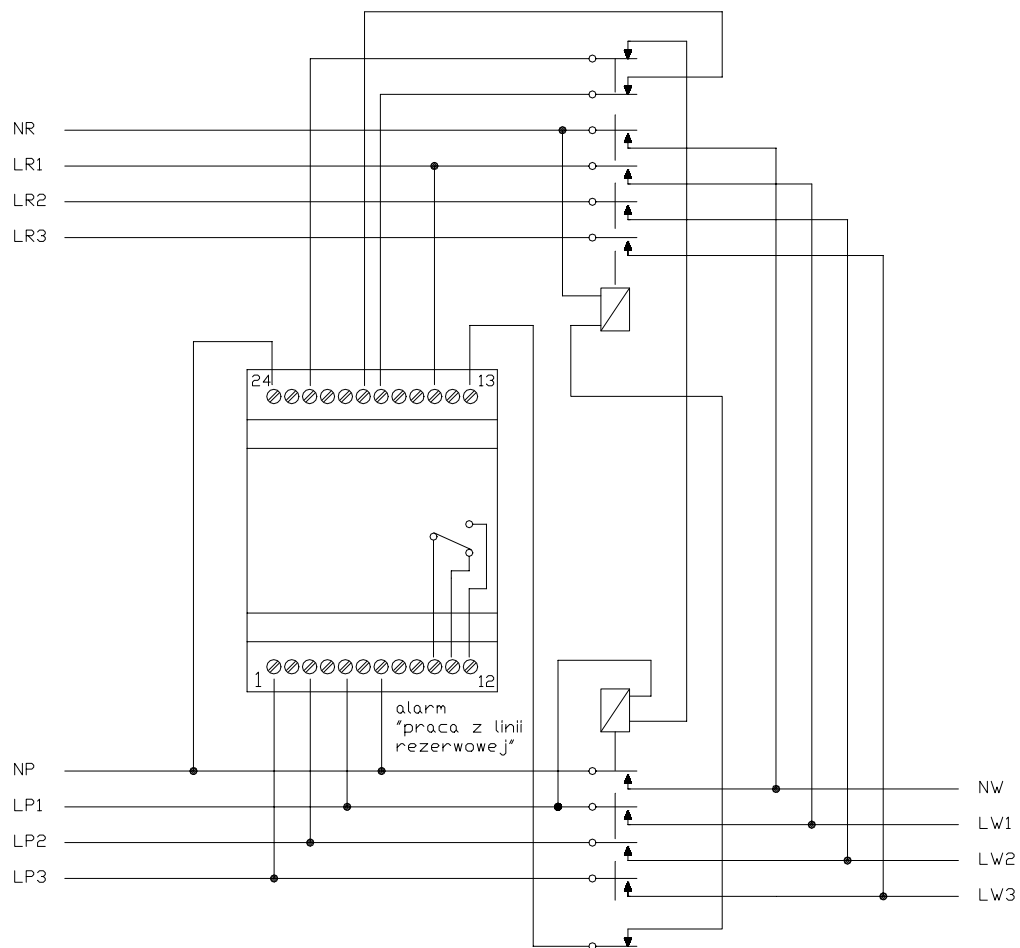 NR
LR1
LR2
LR3
24
13
1
12
alarm
"praca z linii
rezerwowej"
NP
LP1
LP2
LP3
NW
LW1
LW2
LW3